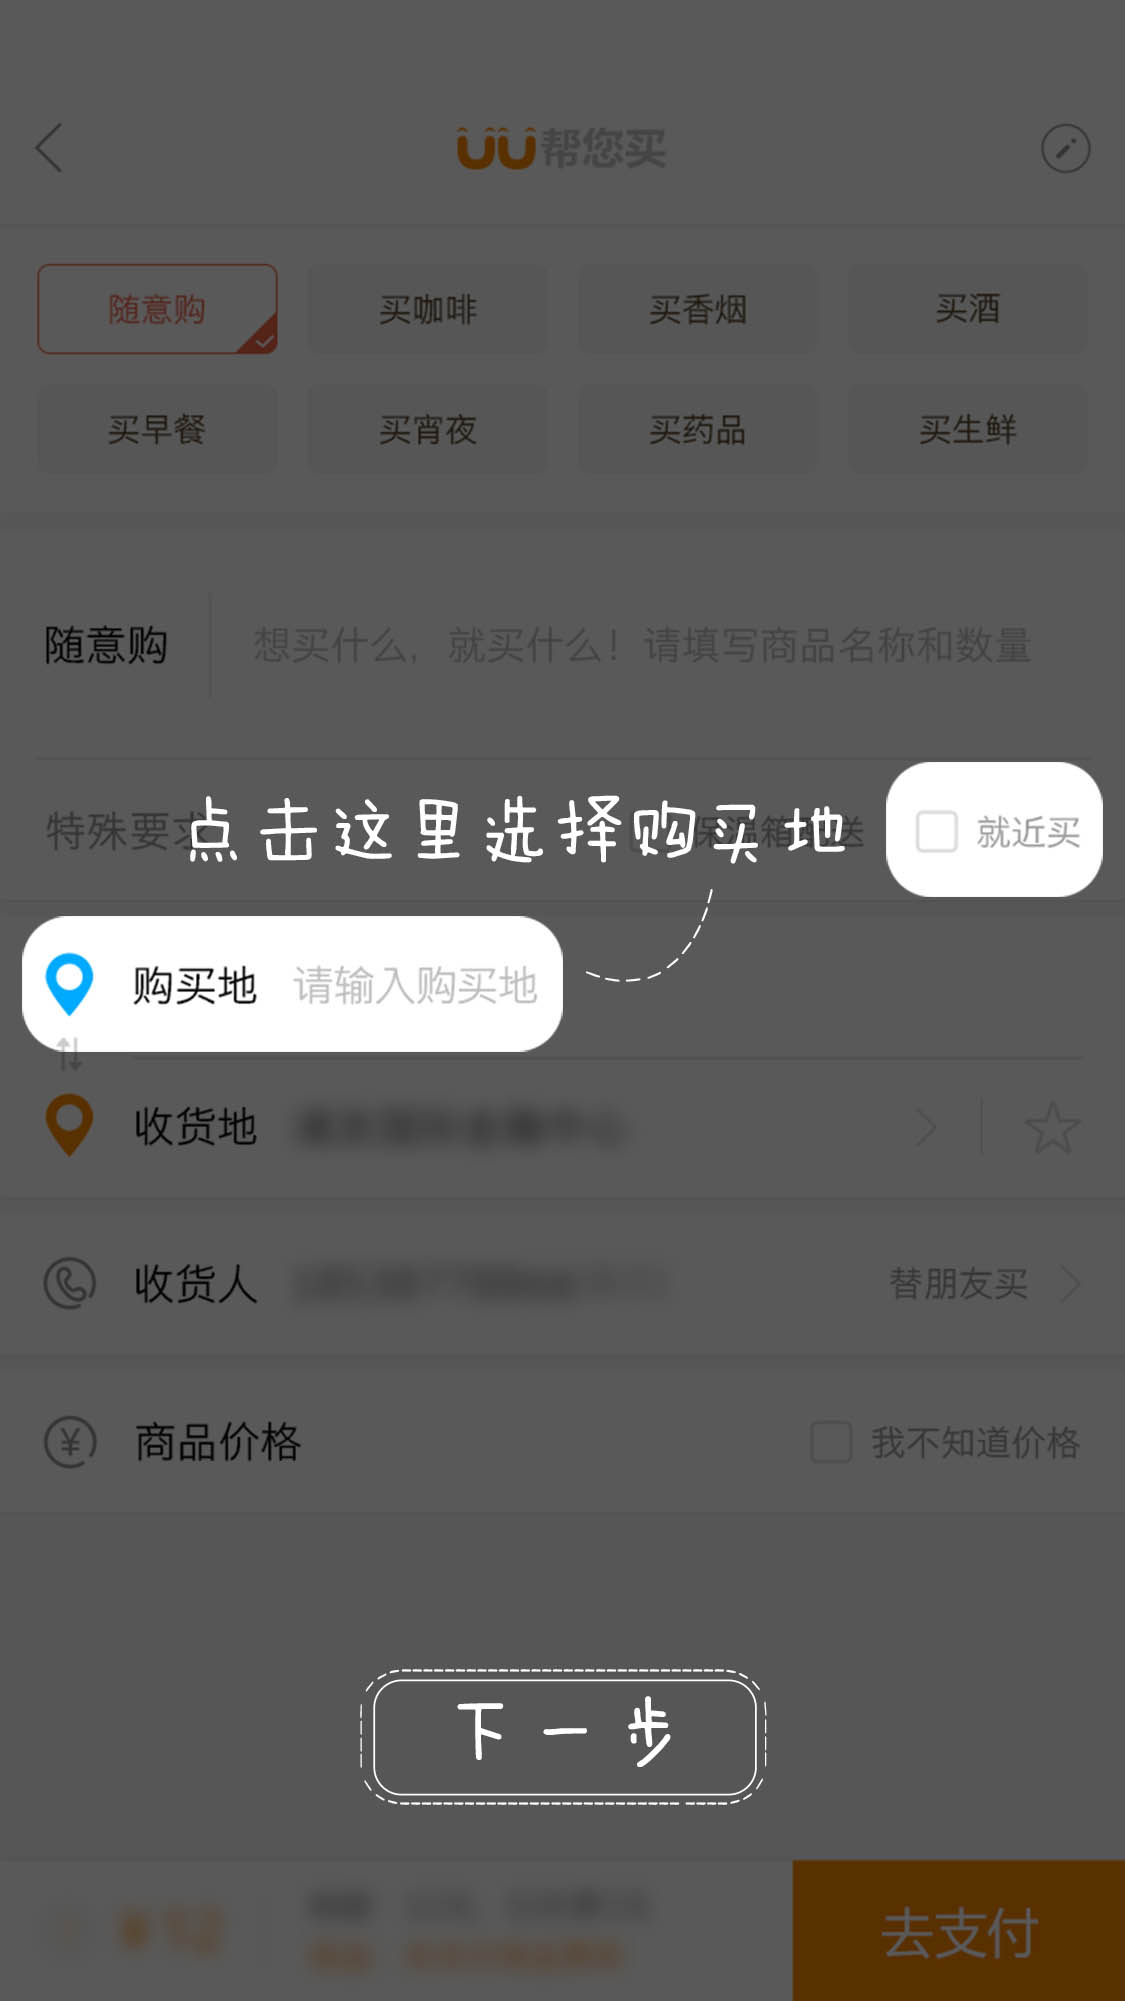 UU帮您买
随意购 买咖啡 买香烟 买酒
买早餐 买宵夜 买药品 买生鲜
随意购 想买什么，就买什么！请填写商品名称和数量
特殊要求 保温箱配送 就近买
点击这里选择购买地
购买地 请输入购买地
收货地
收货人 替朋友买
¥ 商品价格 我不知道价格
下一步
去支付